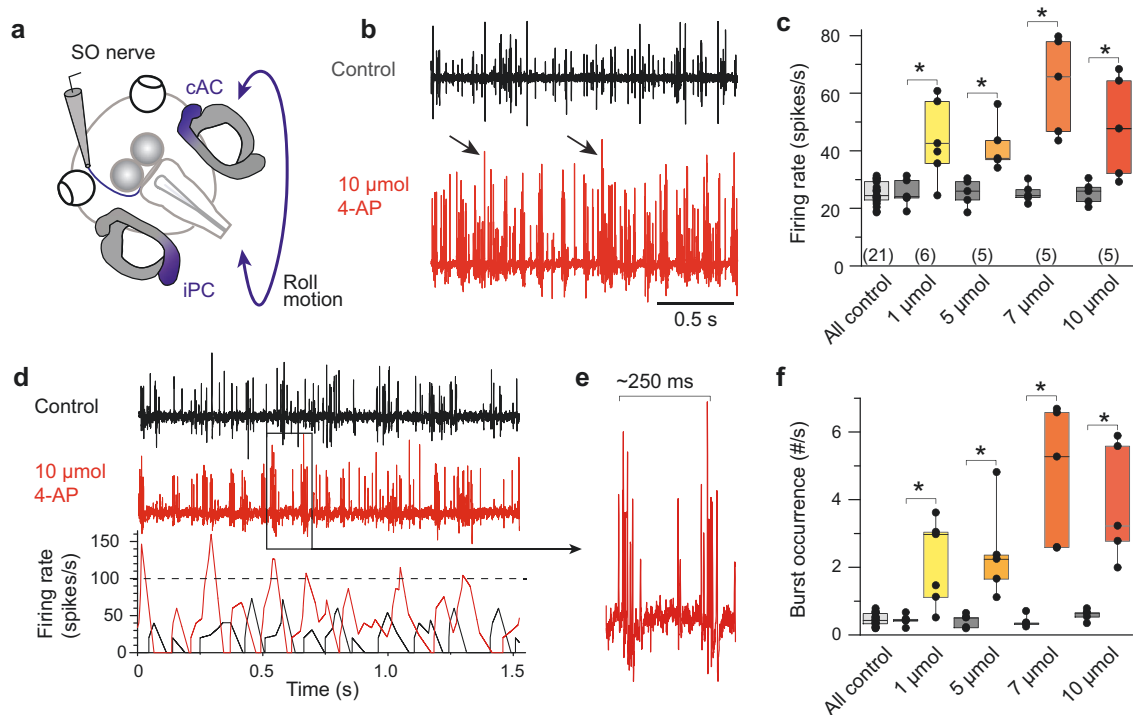 a
SO nerve
cAC
iPC
Roll
motion
b
Control
10 µmol
4-AP
0.5 s
c
Firing rate (spikes/s)
80
60
40
20
0
*
*
*
*
(21)
(6)
(5)
(5)
(5)
All control
1 µmol
5 µmol
7 µmol
10 µmol
d
Control
10 µmol
4-AP
Firing rate
(spikes/s)
150
100
50
0
0
0.5
1.0
1.5
Time (s)
e
~250 ms
f
Burst occurrence (#/s)
6
4
2
0
*
*
*
*
All control
1 µmol
5 µmol
7 µmol
10 µmol